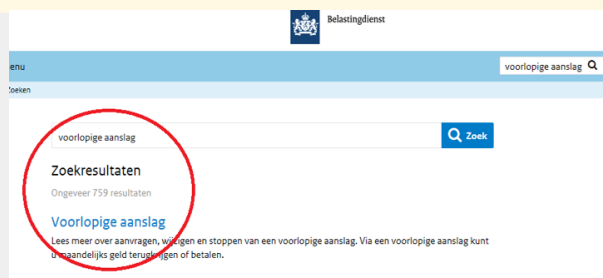 Belastingdienst
enu
voorlopige aanslag
Zoeken
voorlopige aanslag
Zoek
Zoekresultaten
Ongeveer 759 resultaten
Voorlopige aanslag
Lees meer over aanvragen, wijzigen en stoppen van een voorlopige aanslag. Via een voorlopige aanslag kunt
u maandelijks geld terugkrijgen of betalen.